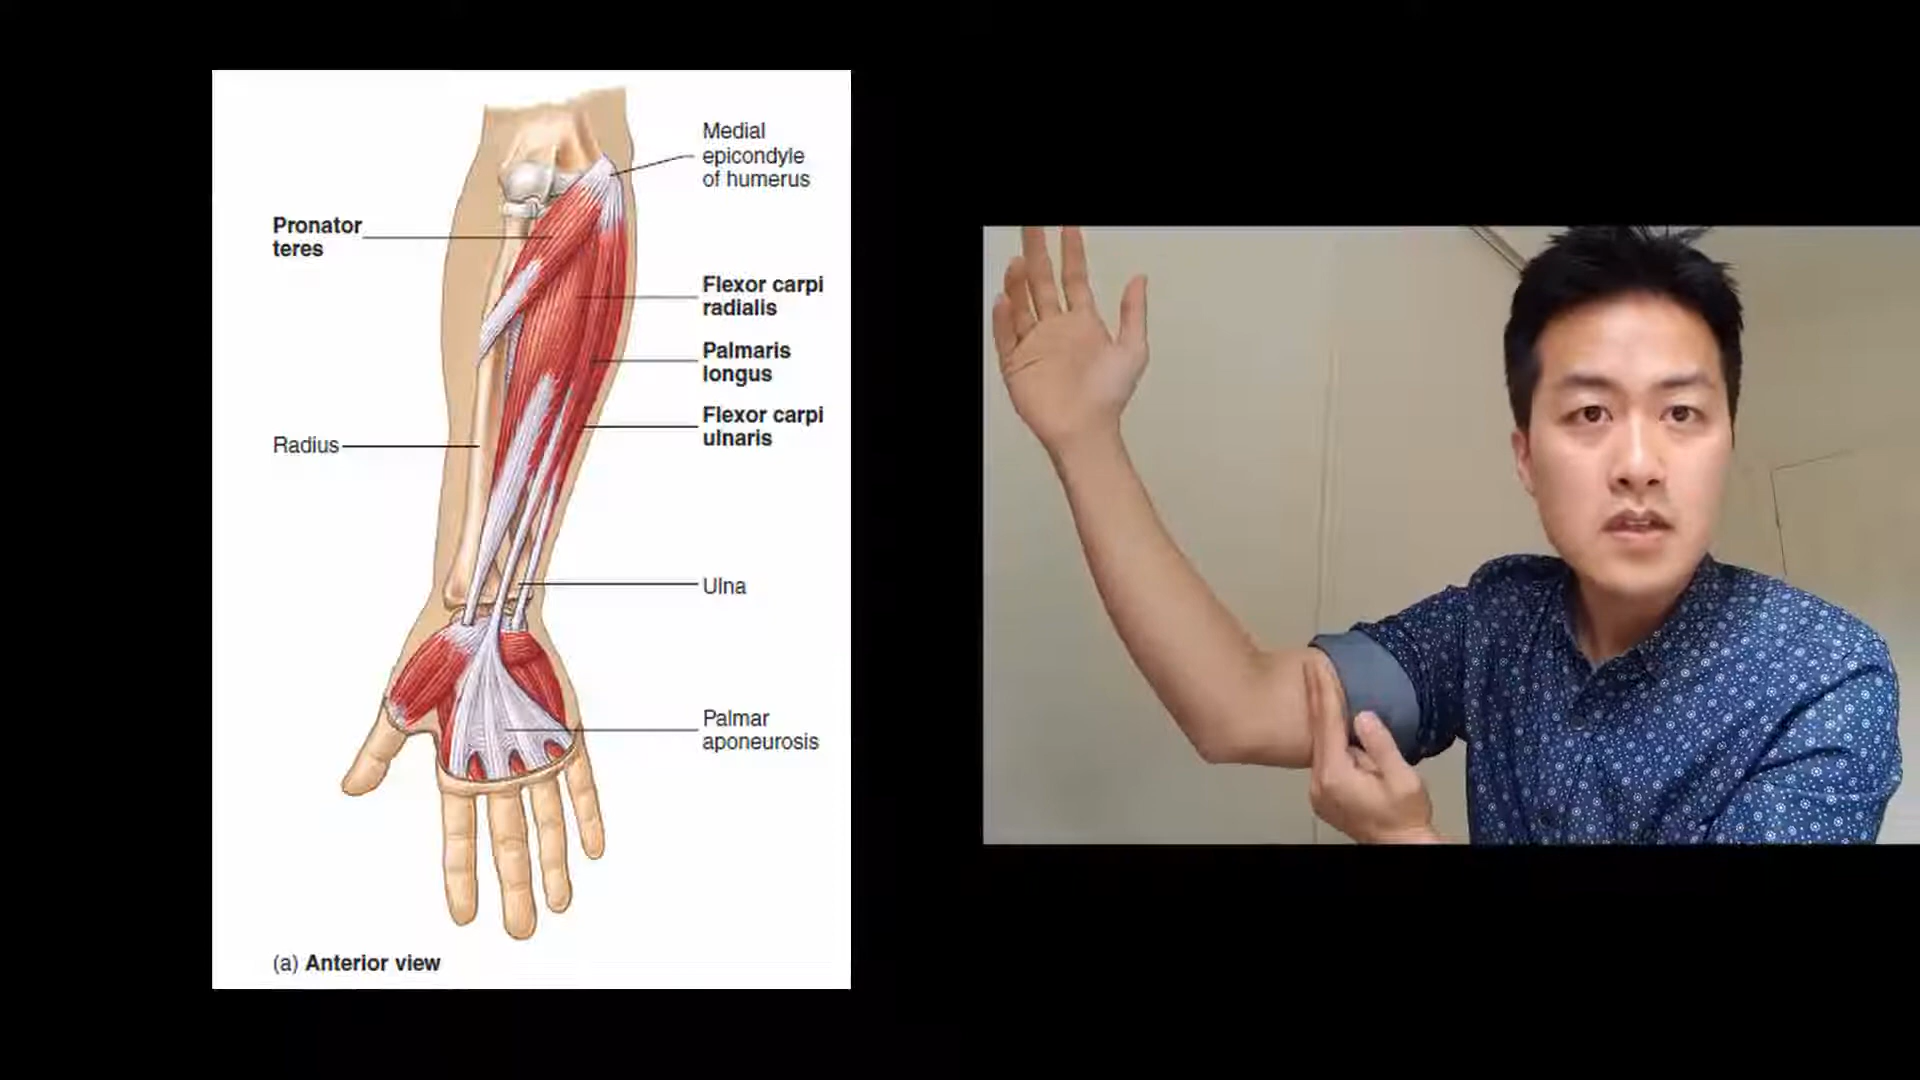 Medial
epicondyle
of humerus
Pronator
teres
Flexor carpi
radialis
Palmaris
longus
Flexor carpi
ulnaris
Radius
Ulna
Palmar
aponeurosis
(a) Anterior view